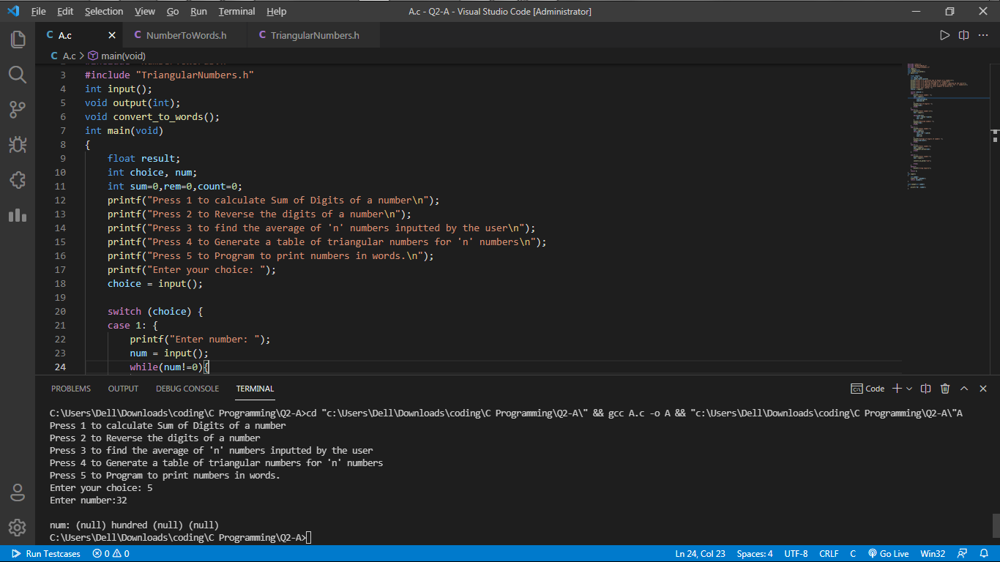 File Edit Selection View Go Run Terminal Help A.c - Q2-A - Visual Studio Code [Administrator]
C A.c × C NumberToWords.h C TriangularNumbers.h
C A.c > main(void)
3 #include "TriangularNumbers.h"
4 int input();
5 void output(int);
6 void convert_to_words();
7 int main(void)
8 {
9 float result;
10 int choice, num;
11 int sum=0,rem=0,count=0;
12 printf("Press 1 to calculate Sum of Digits of a number\n");
13 printf("Press 2 to Reverse the digits of a number\n");
14 printf("Press 3 to find the average of 'n' numbers inputted by the user\n");
15 printf("Press 4 to Generate a table of triangular numbers for 'n' numbers\n");
16 printf("Press 5 to Program to print numbers in words.\n");
17 printf("Enter your choice: ");
18 choice = input();
19
20 switch (choice) {
21 case 1: {
22 printf("Enter number: ");
23 num = input();
24 while(num!=0){
PROBLEMS OUTPUT DEBUG CONSOLE TERMINAL Code
C:\Users\Dell\Downloads\coding\C Programming\Q2-A>cd "c:\Users\Dell\Downloads\coding\C Programming\Q2-A\" && gcc A.c -o A && "c:\Users\Dell\Downloads\coding\C Programming\Q2-A\"A
Press 1 to calculate Sum of Digits of a number
Press 2 to Reverse the digits of a number
Press 3 to find the average of 'n' numbers inputted by the user
Press 4 to Generate a table of triangular numbers for 'n' numbers
Press 5 to Program to print numbers in words.
Enter your choice: 5
Enter number:32
num: (null) hundred (null) (null)
C:\Users\Dell\Downloads\coding\C Programming\Q2-A>
Run Testcases 0 0 Ln 24, Col 23 Spaces: 4 UTF-8 CRLF C Go Live Win32